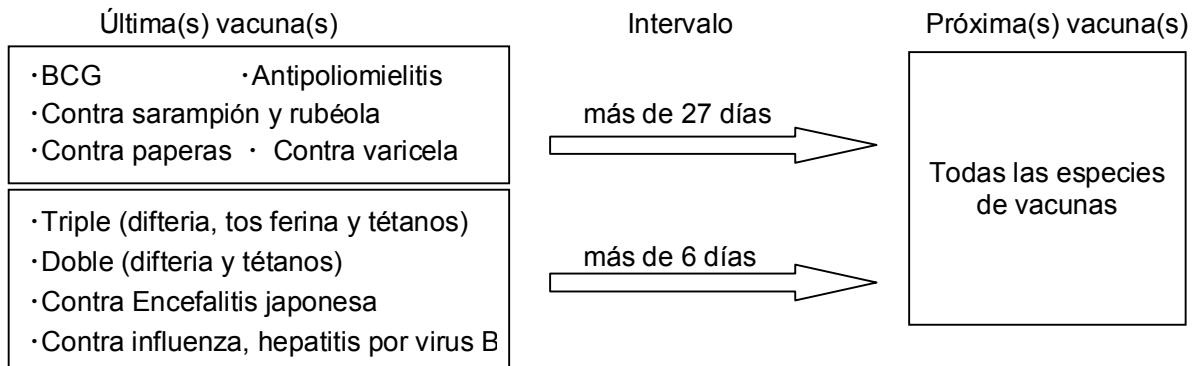 Última(s) vacuna(s) Intervalo Próxima(s) vacuna(s)
・BCG ・Antipoliomielitis
・Contra sarampión y rubéola
・Contra paperas ・ Contra varicela
más de 27 días
Todas las especies
de vacunas
・Triple (difteria, tos ferina y tétanos)
・Doble (difteria y tétanos)
・Contra Encefalitis japonesa
・Contra influenza, hepatitis por virus B
más de 6 días